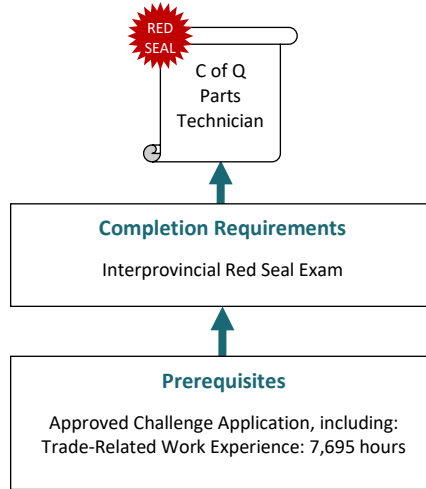 RED
SEAL
C of Q
Parts
Technician
Completion Requirements
Interprovincial Red Seal Exam
Prerequisites
Approved Challenge Application, including:
Trade-Related Work Experience: 7,695 hours